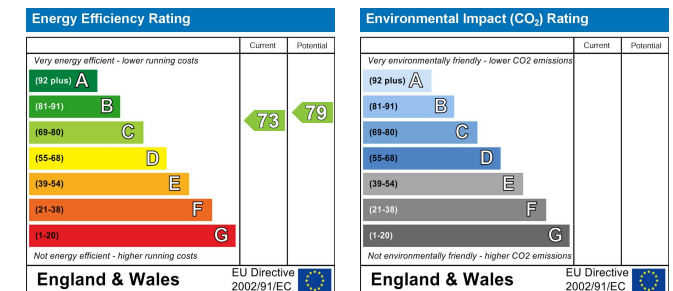 Energy Efficiency Rating
Current Potential
Very energy efficient - lower running costs
(92 plus) A
(81-91) B
(69-80) C
(55-68) D
(39-54) E
(21-38) F
(1-20) G
73
79
Not energy efficient - higher running costs
England & Wales
EU Directive
2002/91/EC
Environmental Impact (CO₂) Rating
Current Potential
Very environmentally friendly - lower CO2 emissions
(92 plus) A
(81-91) B
(69-80) C
(55-68) D
(39-54) E
(21-38) F
(1-20) G
Not environmentally friendly - higher CO2 emissions
England & Wales
EU Directive
2002/91/EC